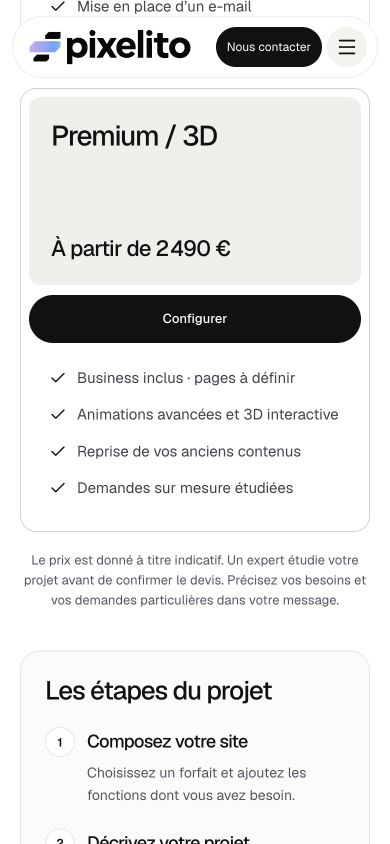 Mise en place d'un e-mail
pixelito
Nous contacter
Premium / 3D
À partir de 2 490 €
Configurer
Business inclus · pages à définir
Animations avancées et 3D interactive
Reprise de vos anciens contenus
Demandes sur mesure étudiées
Le prix est donné à titre indicatif. Un expert étudie votre
projet avant de confirmer le devis. Précisez vos besoins et
vos demandes particulières dans votre message.
Les étapes du projet
1 Composez votre site
Choisissez un forfait et ajoutez les
fonctions dont vous avez besoin.
2 Décrivez votre projet